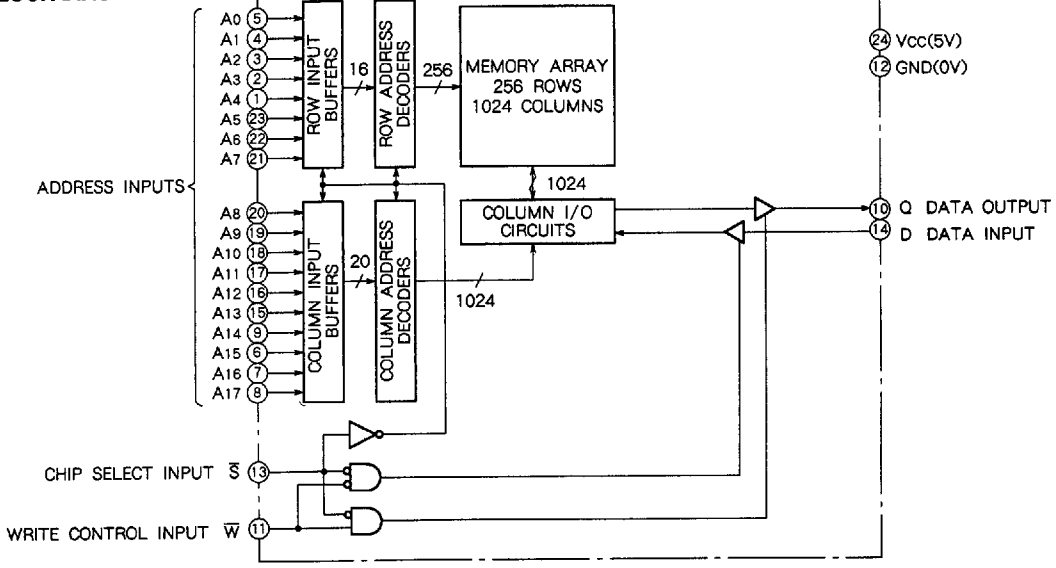 A0 5
A1 4
A2 3
A3 2
A4 1
A5 23
A6 22
A7 21
ADDRESS INPUTS
A8 20
A9 19
A10 18
A11 17
A12 16
A13 15
A14 9
A15 6
A16 7
A17 8
ROW INPUT
BUFFERS
16
ROW ADDRESS
DECODERS
256
MEMORY ARRAY
256 ROWS
1024 COLUMNS
1024
COLUMN INPUT
BUFFERS
20
COLUMN ADDRESS
DECODERS
1024
COLUMN I/O
CIRCUITS
24 Vcc(5V)
12 GND(0V)
10 Q DATA OUTPUT
14 D DATA INPUT
CHIP SELECT INPUT S̅ 13
WRITE CONTROL INPUT W̅ 11